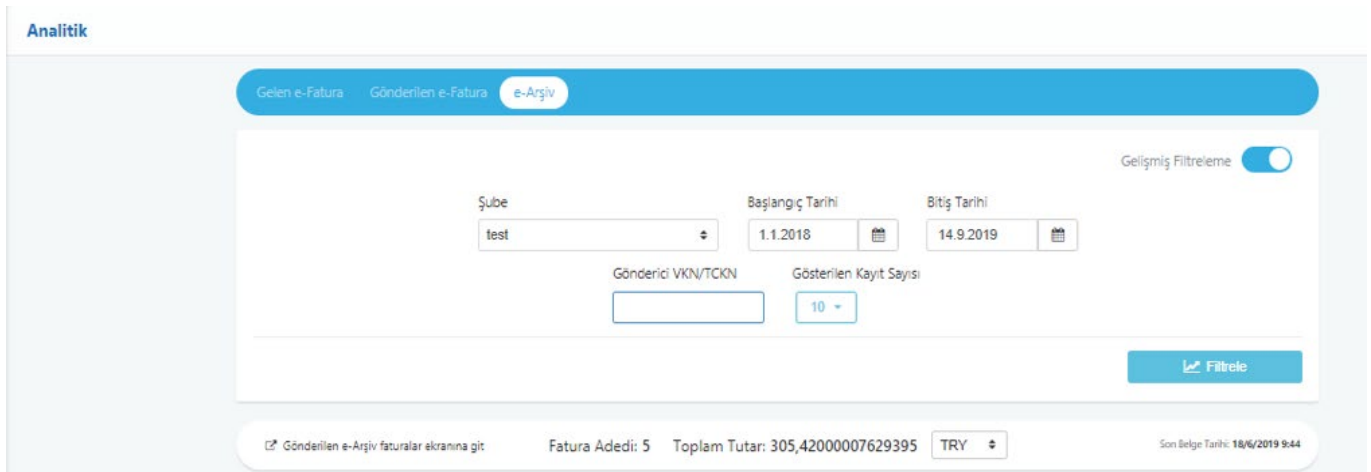 Analitik
Gelen e-Fatura Gönderilen e-Fatura e-Arşiv
Gelişmiş Filtreleme
Şube Başlangıç Tarihi Bitiş Tarihi
test 1.1.2018 14.9.2019
Gönderici VKN/TCKN Gösterilen Kayıt Sayısı
10
Filtrele
Gönderilen e-Arşiv faturalar ekranına git Fatura Adedi: 5 Toplam Tutar: 305,42000007629395 TRY Son Belge Tarihi: 18/6/2019 9:44